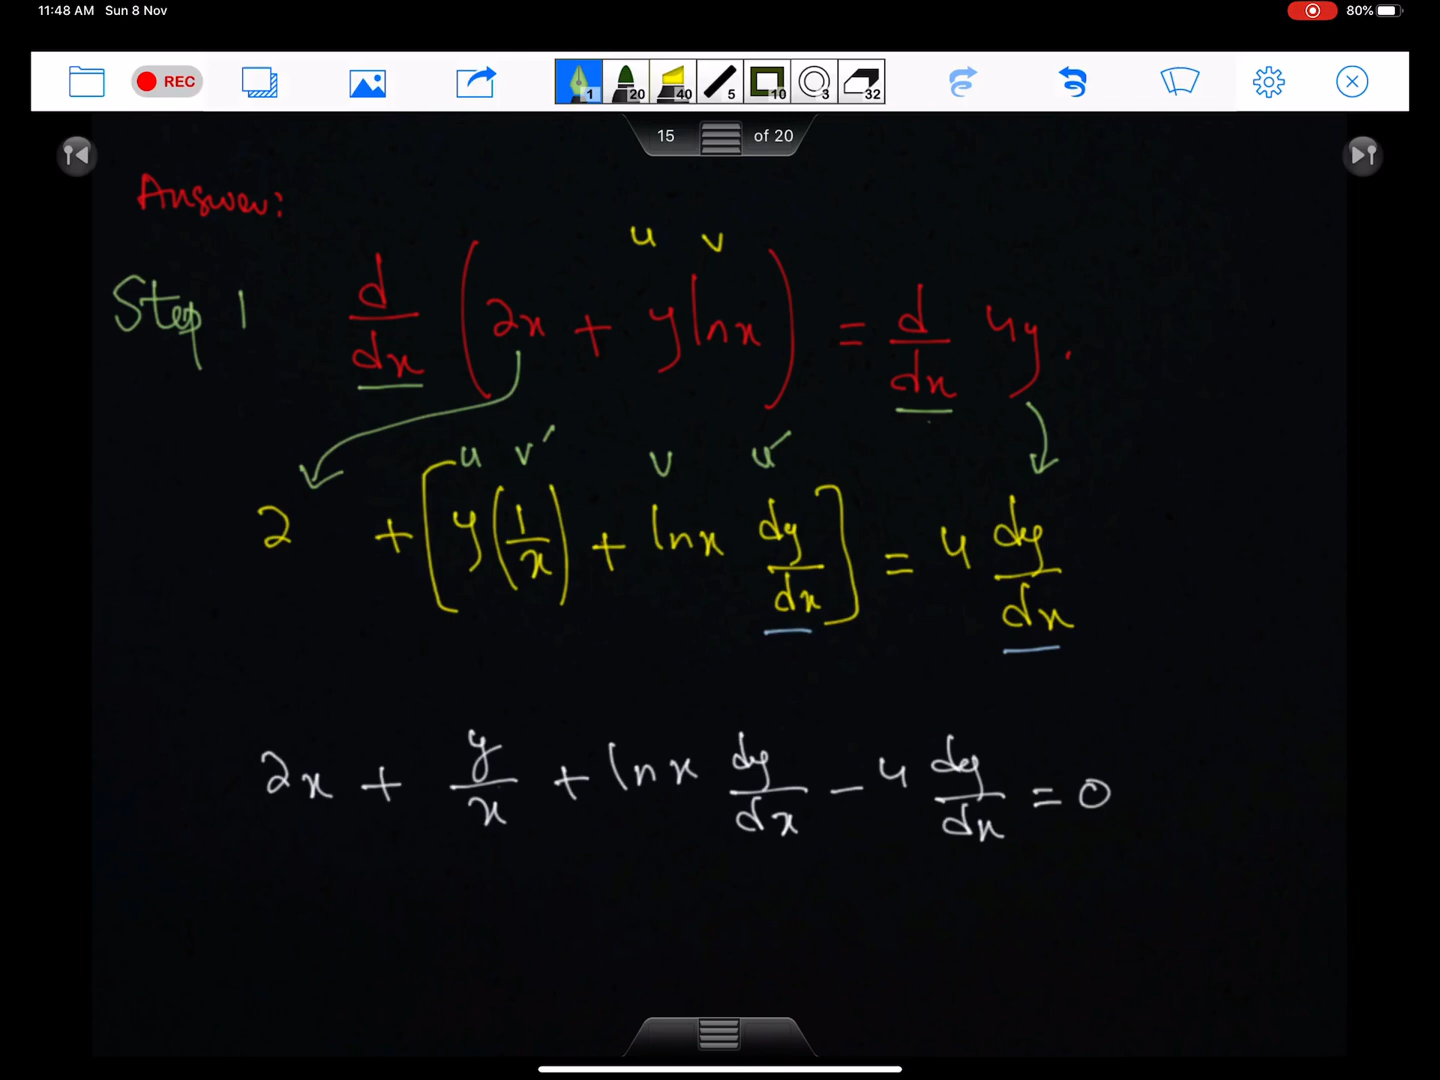 11:48 AM Sun 8 Nov 80%
REC 1 20 40 5 10 3 32
15 of 20
Answer:
u v
Step 1 d/dx (2x + y lnx) = d/dx 4y.
u v′ v u′
2 + [y(1/x) + lnx dy/dx] = 4 dy/dx
2x + y/x + ln x dy/dx - 4 dy/dx = 0